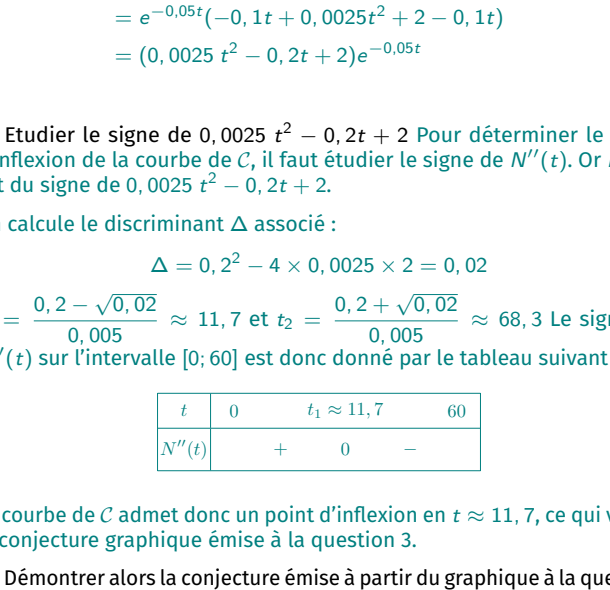 = e^{-0,05t}(-0, 1t + 0, 0025t² + 2 - 0, 1t)
= (0, 0025 t² - 0, 2t + 2)e^{-0,05t}
Etudier le signe de 0, 0025 t² - 0, 2t + 2 Pour déterminer le
nflexion de la courbe de 𝒞, il faut étudier le signe de N''(t). Or
t du signe de 0, 0025 t² - 0, 2t + 2.
calcule le discriminant Δ associé :
Δ = 0, 2² - 4 × 0, 0025 × 2 = 0, 02
= (0, 2 - √0, 02)/(0, 005) ≈ 11, 7 et t₂ = (0, 2 + √0, 02)/(0, 005) ≈ 68, 3 Le sign
'(t) sur l'intervalle [0; 60] est donc donné par le tableau suivant
t 0 t₁ ≈ 11, 7 60
N''(t) + 0 −
courbe de 𝒞 admet donc un point d'inflexion en t ≈ 11, 7, ce qui v
conjecture graphique émise à la question 3.
Démontrer alors la conjecture émise à partir du graphique à la que